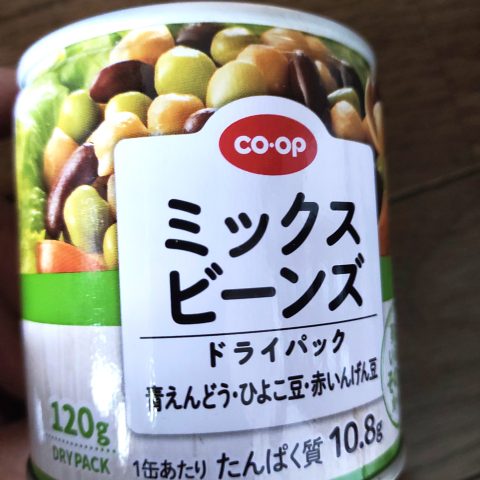 CO·OP
ミックス
ビーンズ
ドライパック
青えんどう・ひよこ豆・赤いんげん豆
120g
DRY PACK
1缶あたり たんぱく質 10.8g